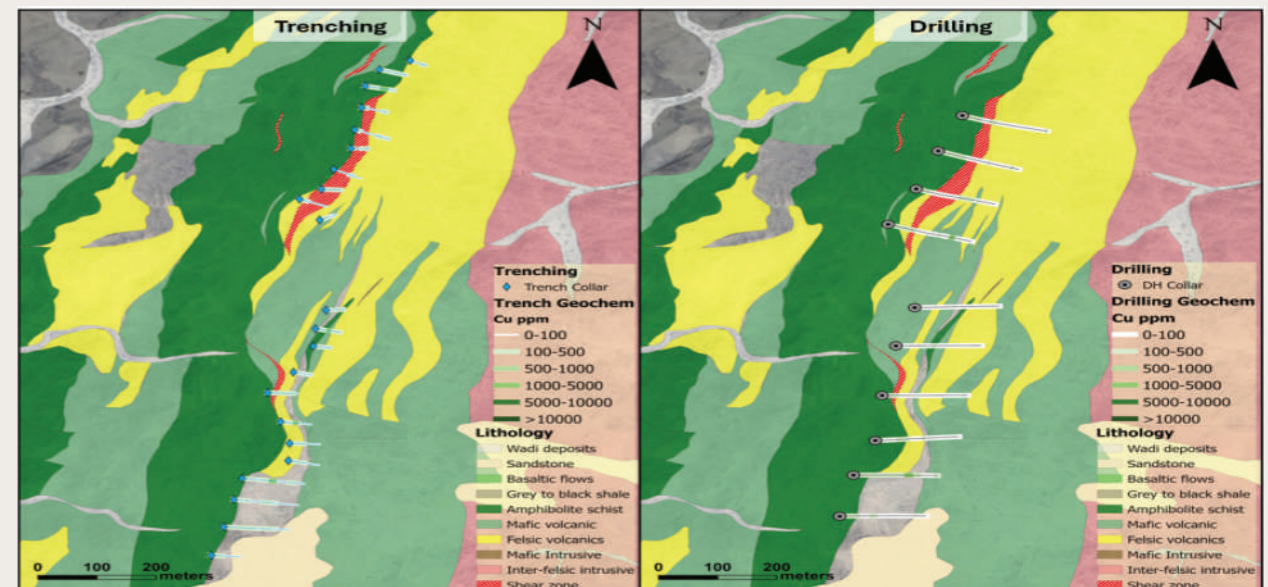 Trenching
N
Trenching
Trench Collar
Trench Geochem
Cu ppm
0-100
100-500
500-1000
1000-5000
5000-10000
>10000
Lithology
Wadi deposits
Sandstone
Basaltic flows
Grey to black shale
Amphibolite schist
Mafic volcanic
Felsic volcanics
Mafic Intrusive
Inter-felsic intrusive
Shear zone
0 100 200
meters
Drilling
N
Drilling
DH Collar
Drilling Geochem
Cu ppm
0-100
100-500
500-1000
1000-5000
5000-10000
>10000
Lithology
Wadi deposits
Sandstone
Basaltic flows
Grey to black shale
Amphibolite schist
Mafic volcanic
Felsic volcanics
Mafic Intrusive
Inter-felsic intrusive
Shear zone
0 100 200
meters